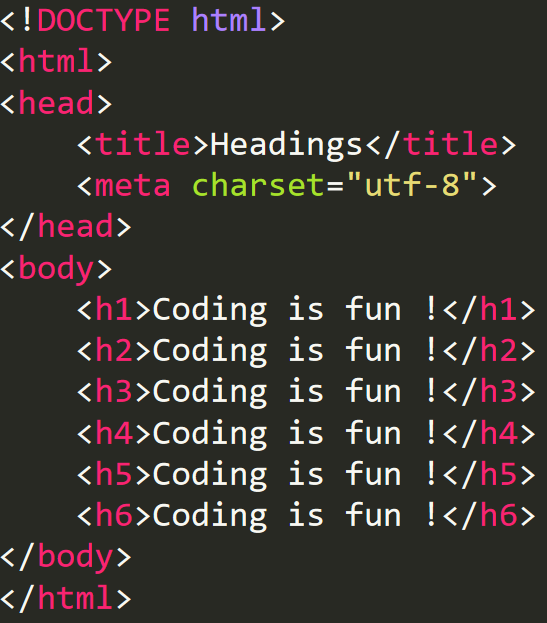 <!DOCTYPE html>
<html>
<head>
    <title>Headings</title>
    <meta charset="utf-8">
</head>
<body>
    <h1>Coding is fun !</h1>
    <h2>Coding is fun !</h2>
    <h3>Coding is fun !</h3>
    <h4>Coding is fun !</h4>
    <h5>Coding is fun !</h5>
    <h6>Coding is fun !</h6>
</body>
</html>